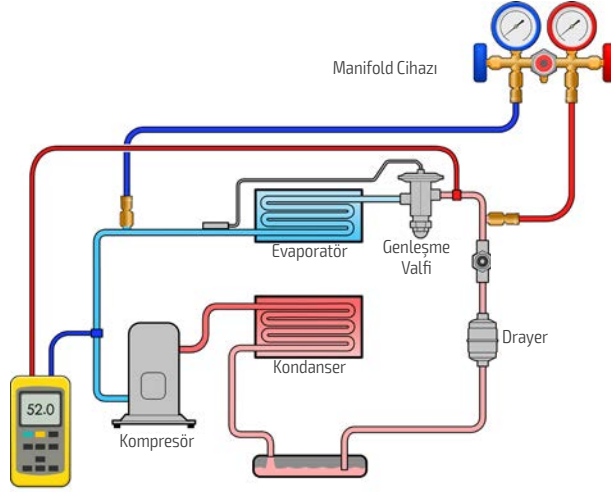 Manifold Cihazı
Evaporatör
Genleşme
Valfi
Drayer
Kondanser
Kompresör
52.0